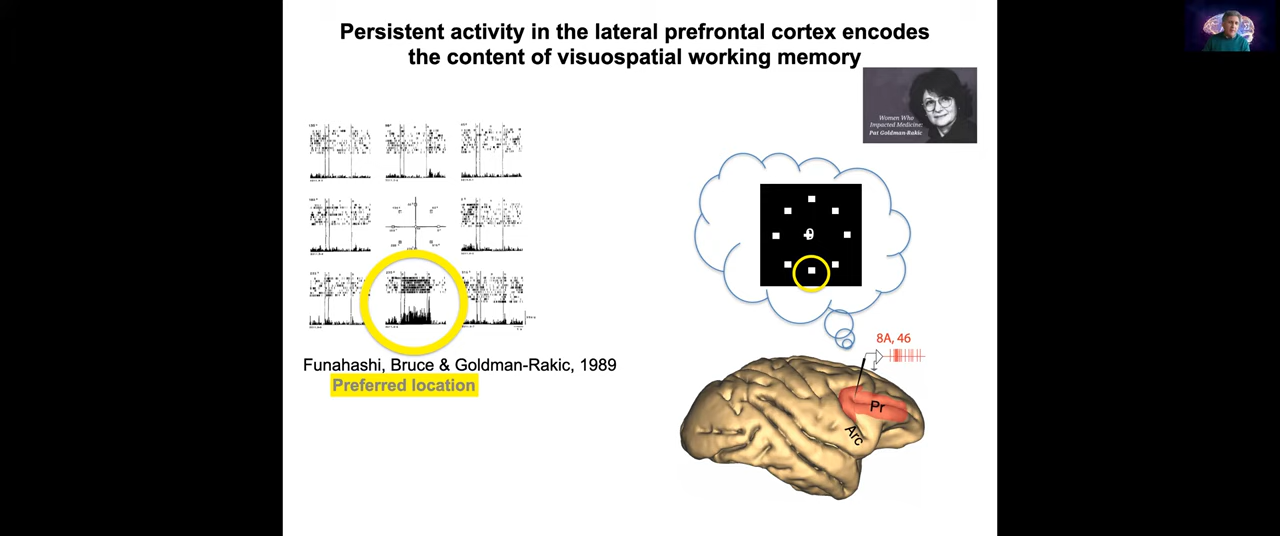 Persistent activity in the lateral prefrontal cortex encodes
the content of visuospatial working memory
Women Who
Impacted Medicine:
Pat Goldman-Rakic
8A, 46
Pr
Arc
Funahashi, Bruce & Goldman-Rakic, 1989
Preferred location